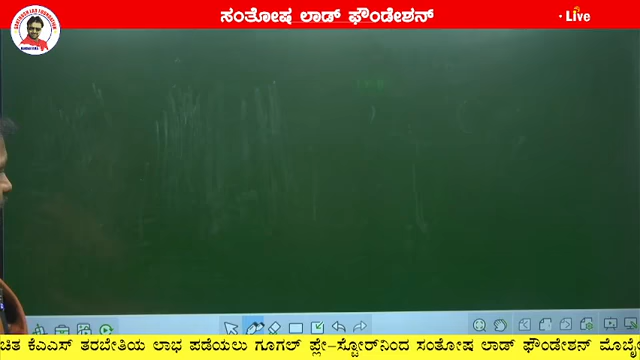 ಸಂತೋಷ ಲಾಡ್ ಫೌಂಡೇಶನ್
Live
ಚಿತ ಕೆಎಎಸ್ ತರಬೇತಿಯ ಲಾಭ ಪಡೆಯಲು ಗೂಗಲ್ ಪ್ಲೇ-ಸ್ಟೋರ್‌ನಿಂದ ಸಂತೋಷ ಲಾಡ್ ಫೌಂಡೇಶನ್ ಮೊಬೈ